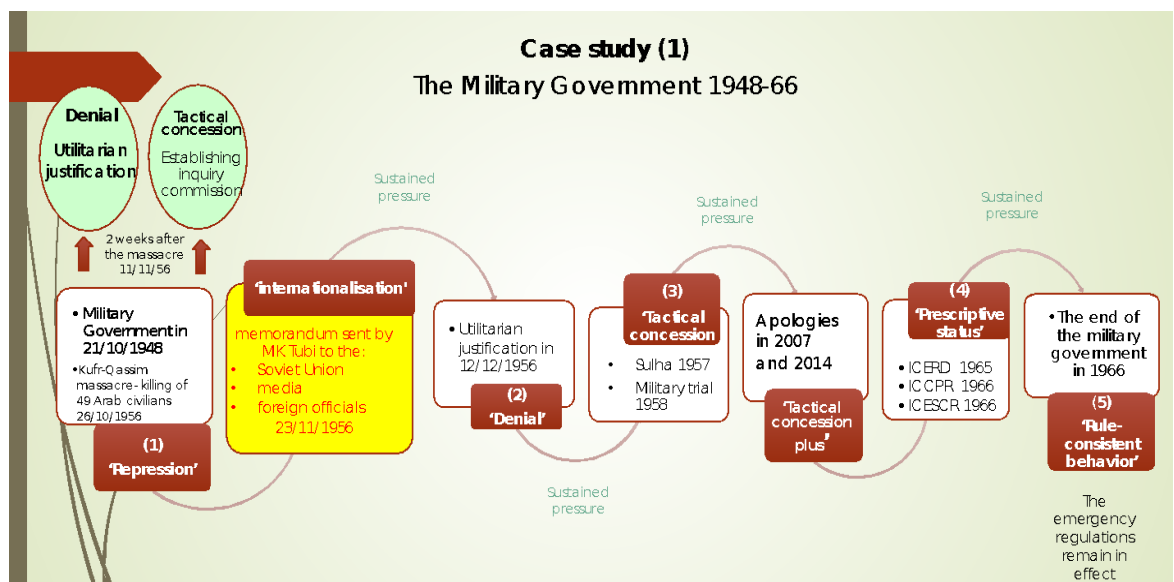 Case study (1)
The Military Government 1948-66
Denial
Utilitarian
justification
Tactical
concession
Establishing
inquiry
commission
2 weeks after
the massacre
11/11/56
• Military
Government in
21/10/1948
• Kufr-Qassim
massacre- killing of
49 Arab civilians
26/10/1956
(1)
'Repression'
'internationalisation'
memorandum sent by
MK Tubi to the:
• Soviet Union
• media
• foreign officials
23/11/1956
Sustained
pressure
• Utilitarian
justification in
12/12/1956
(2)
'Denial'
Sustained
pressure
(3)
'Tactical
concession'
• Sulha 1957
• Military trial
1958
Sustained
pressure
Apologies
in 2007
and 2014
'Tactical
concession
plus'
(4)
'Prescriptive
status'
• ICERD 1965
• ICCPR 1966
• ICESCR 1966
Sustained
pressure
• The end of
the military
government
in 1966
(5)
'Rule-
consistent
behavior'
The
emergency
regulations
remain in
effect